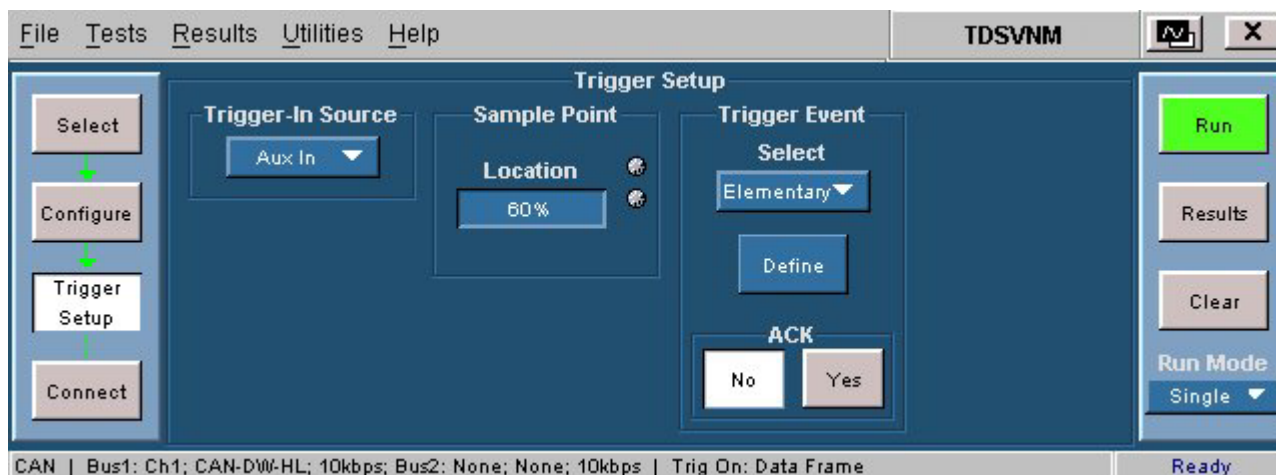 File Tests Results Utilities Help TDSVNM
Trigger Setup
Select
Configure
Trigger
Setup
Connect
Trigger-In Source
Aux In
Sample Point
Location
60%
Trigger Event
Select
Elementary
Define
ACK
No Yes
Run
Results
Clear
Run Mode
Single
CAN | Bus1: Ch1; CAN-DW-HL; 10kbps; Bus2: None; None; 10kbps | Trig On: Data Frame Ready